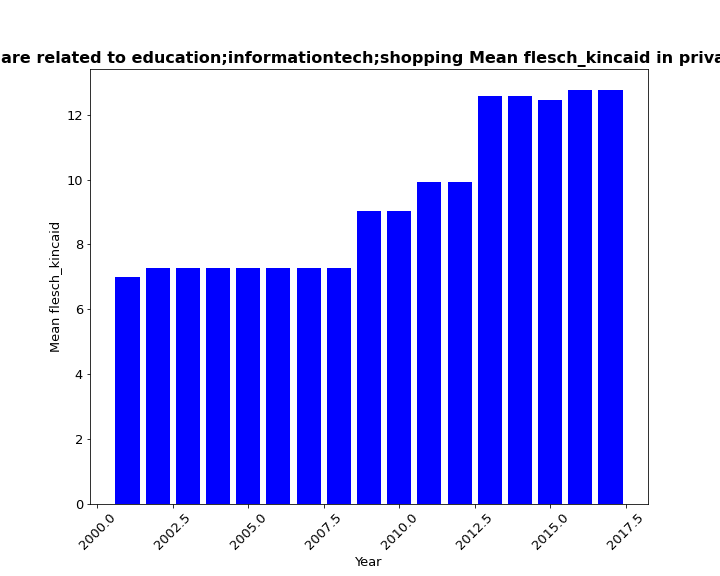 are related to education;informationtech;shopping Mean flesch_kincaid in priva
12
10
8
6
4
2
0
Mean flesch_kincaid
2000.0 2002.5 2005.0 2007.5 2010.0 2012.5 2015.0 2017.5
Year